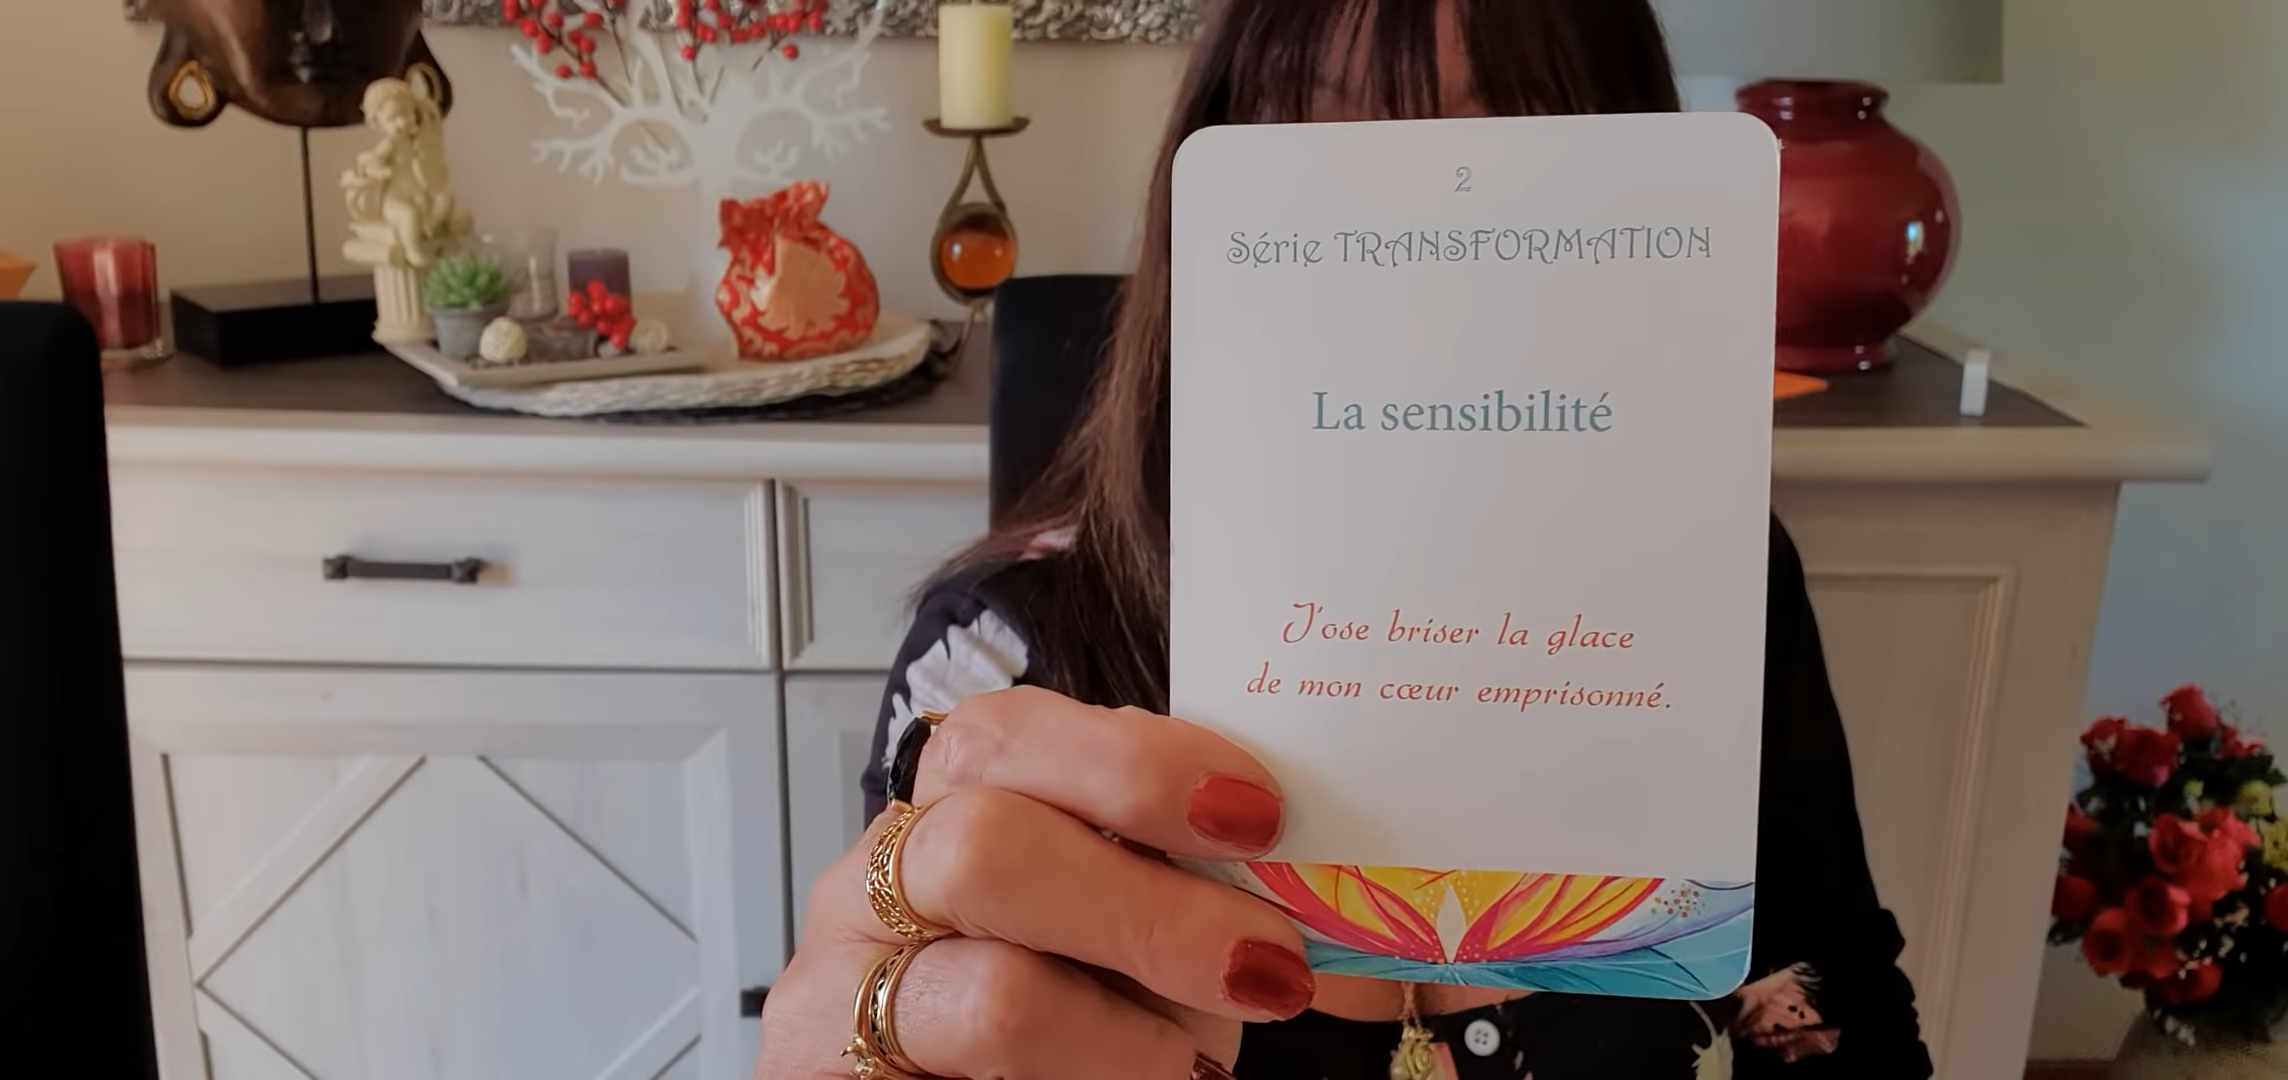 2
Série TRANSFORMATION
La sensibilité
J'ose briser la glace
de mon cœur emprisonné.